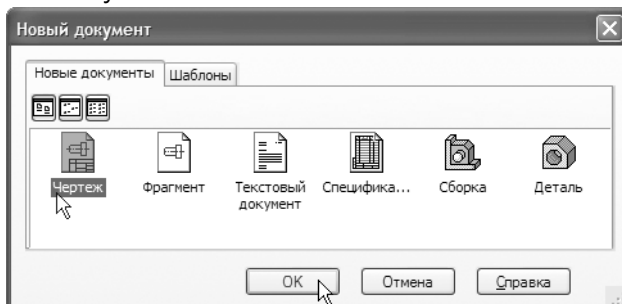 Новый документ
Новые документы Шаблоны
Чертеж Фрагмент Текстовый документ Специфика... Сборка Деталь
OK Отмена Справка